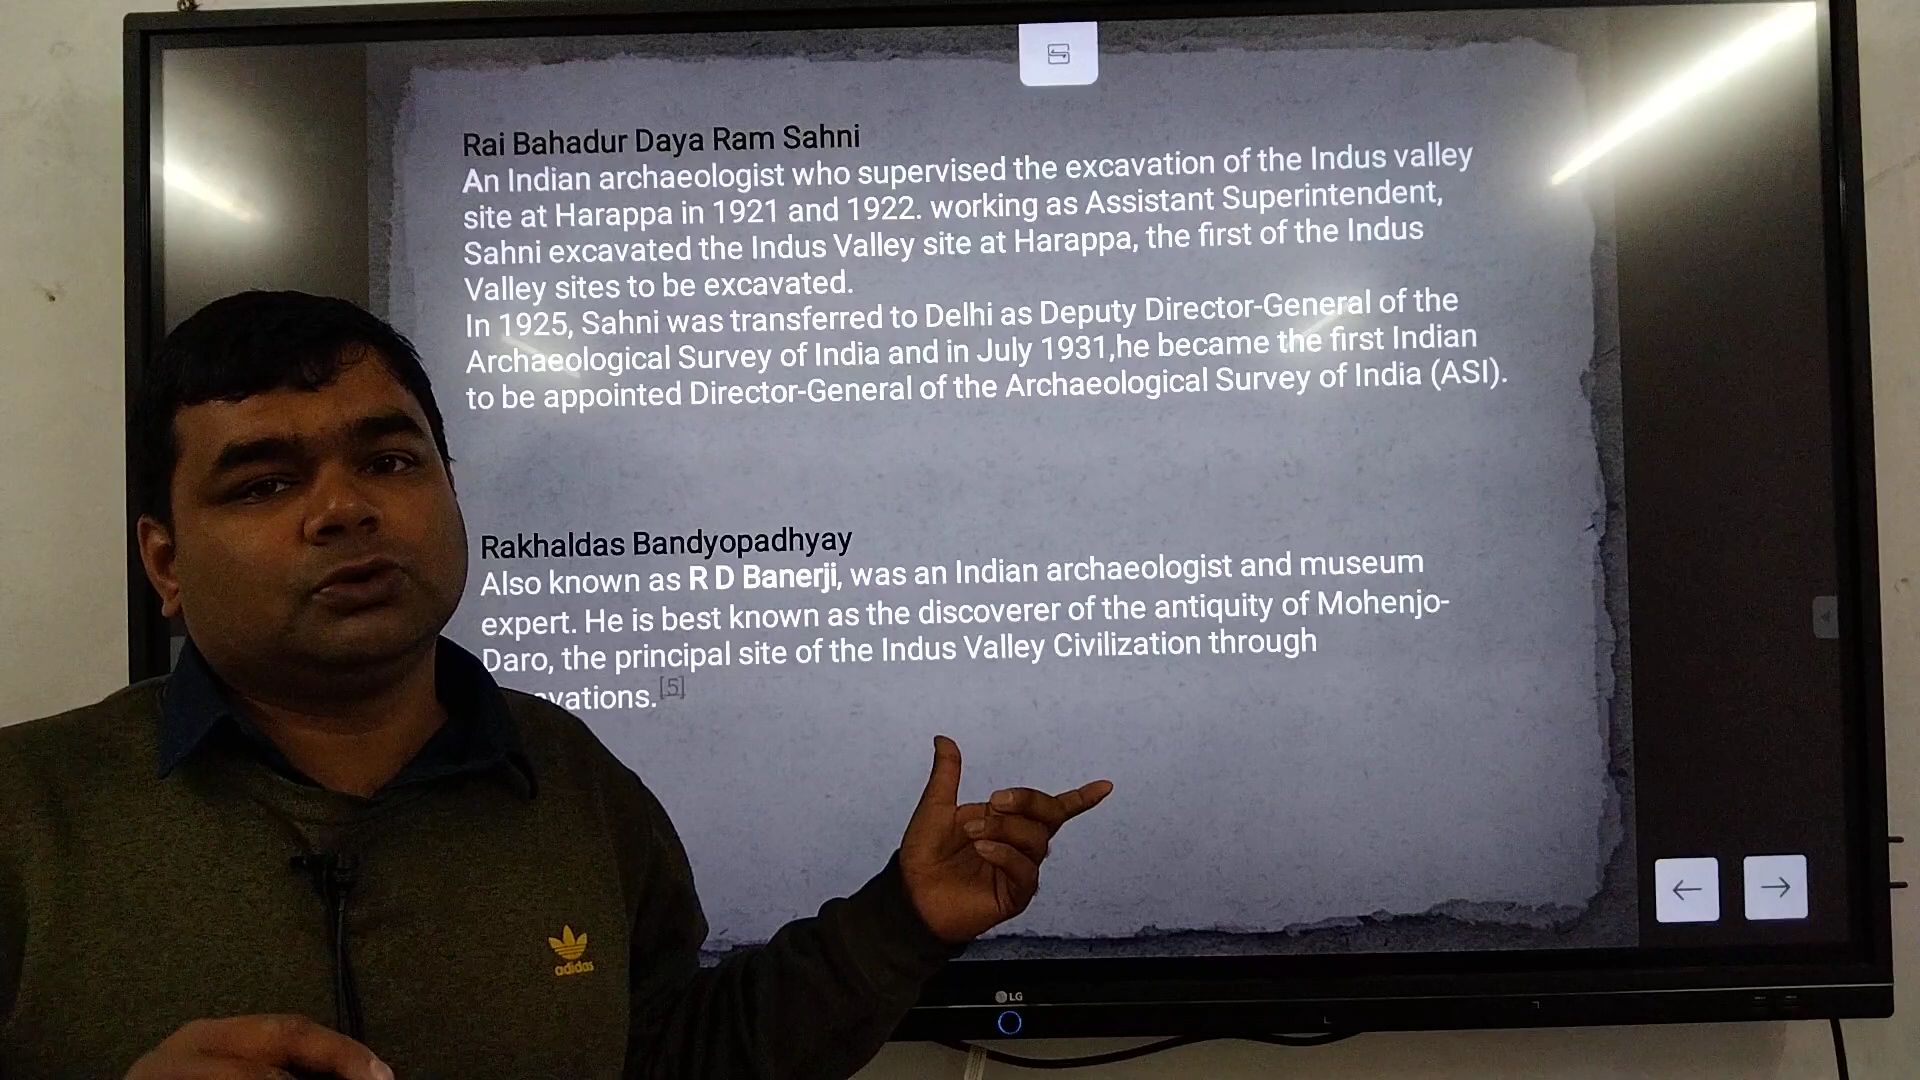 Rai Bahadur Daya Ram Sahni
An Indian archaeologist who supervised the excavation of the Indus valley
site at Harappa in 1921 and 1922. working as Assistant Superintendent,
Sahni excavated the Indus Valley site at Harappa, the first of the Indus
Valley sites to be excavated.
In 1925, Sahni was transferred to Delhi as Deputy Director-General of the
Archaeological Survey of India and in July 1931,he became the first Indian
to be appointed Director-General of the Archaeological Survey of India (ASI).
Rakhaldas Bandyopadhyay
Also known as R D Banerji, was an Indian archaeologist and museum
expert. He is best known as the discoverer of the antiquity of Mohenjo-
Daro, the principal site of the Indus Valley Civilization through
vations.[5]
adidas
LG